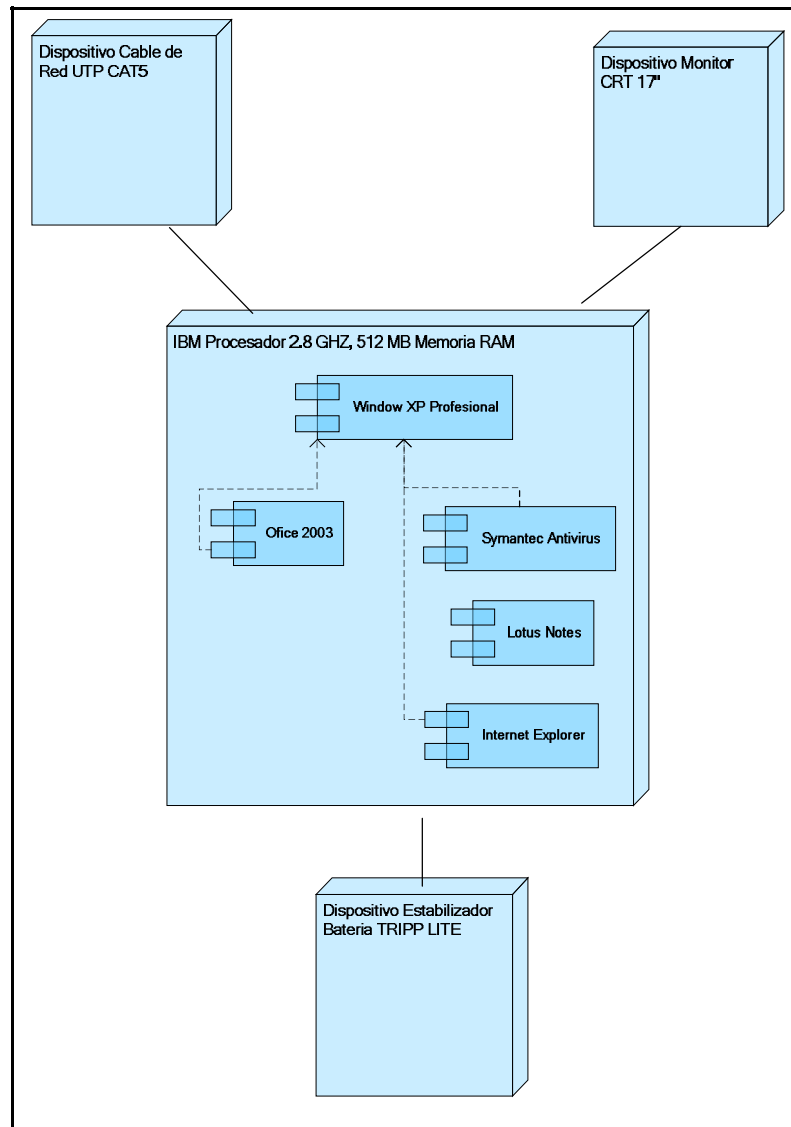 Dispositivo Cable de
Red UTP CAT5
Dispositivo Monitor
CRT 17"
IBM Procesador 2.8 GHZ, 512 MB Memoria RAM
Window XP Profesional
Ofice 2003
Symantec Antivirus
Lotus Notes
Internet Explorer
Dispositivo Estabilizador
Bateria TRIPP LITE